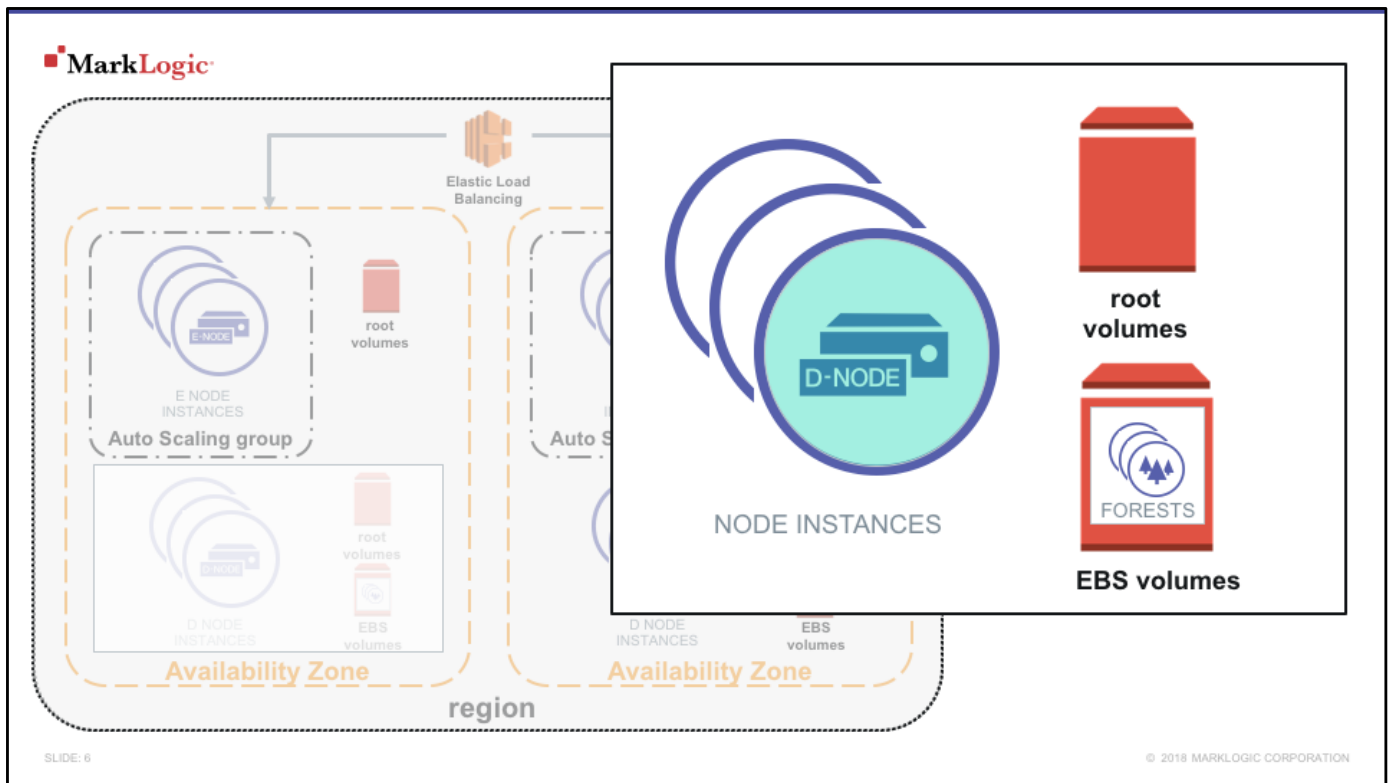 MarkLogic
Elastic Load
Balancing
E-NODE
E NODE
INSTANCES
Auto Scaling group
root
volumes
D-NODE
D NODE
INSTANCES
root
volumes
EBS
volumes
Availability Zone
Auto S
D NODE
INSTANCES
EBS
volumes
Availability Zone
region
D-NODE
NODE INSTANCES
root
volumes
FORESTS
EBS volumes
SLIDE: 6
© 2018 MARKLOGIC CORPORATION